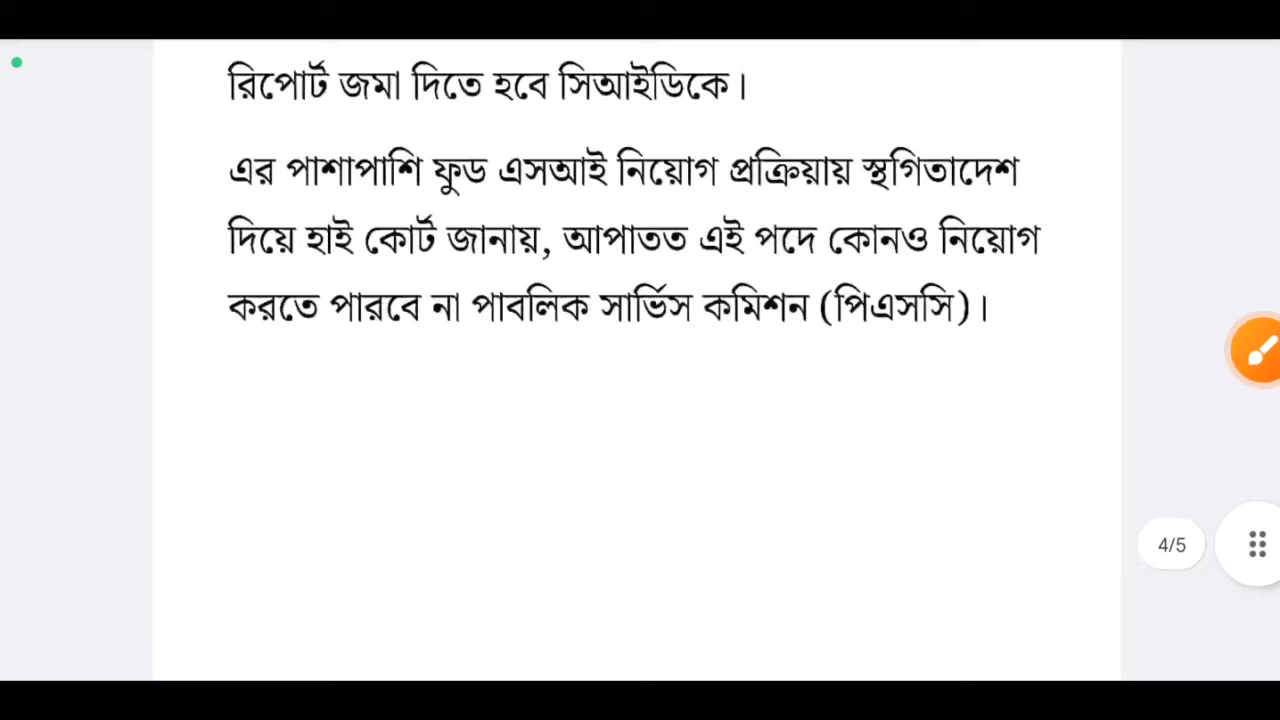 রিপোর্ট জমা দিতে হবে সিআইডিকে।
এর পাশাপাশি ফুড এসআই নিয়োগ প্রক্রিয়ায় স্থগিতাদেশ
দিয়ে হাই কোর্ট জানায়, আপাতত এই পদে কোনও নিয়োগ
করতে পারবে না পাবলিক সার্ভিস কমিশন (পিএসসি)।
4/5